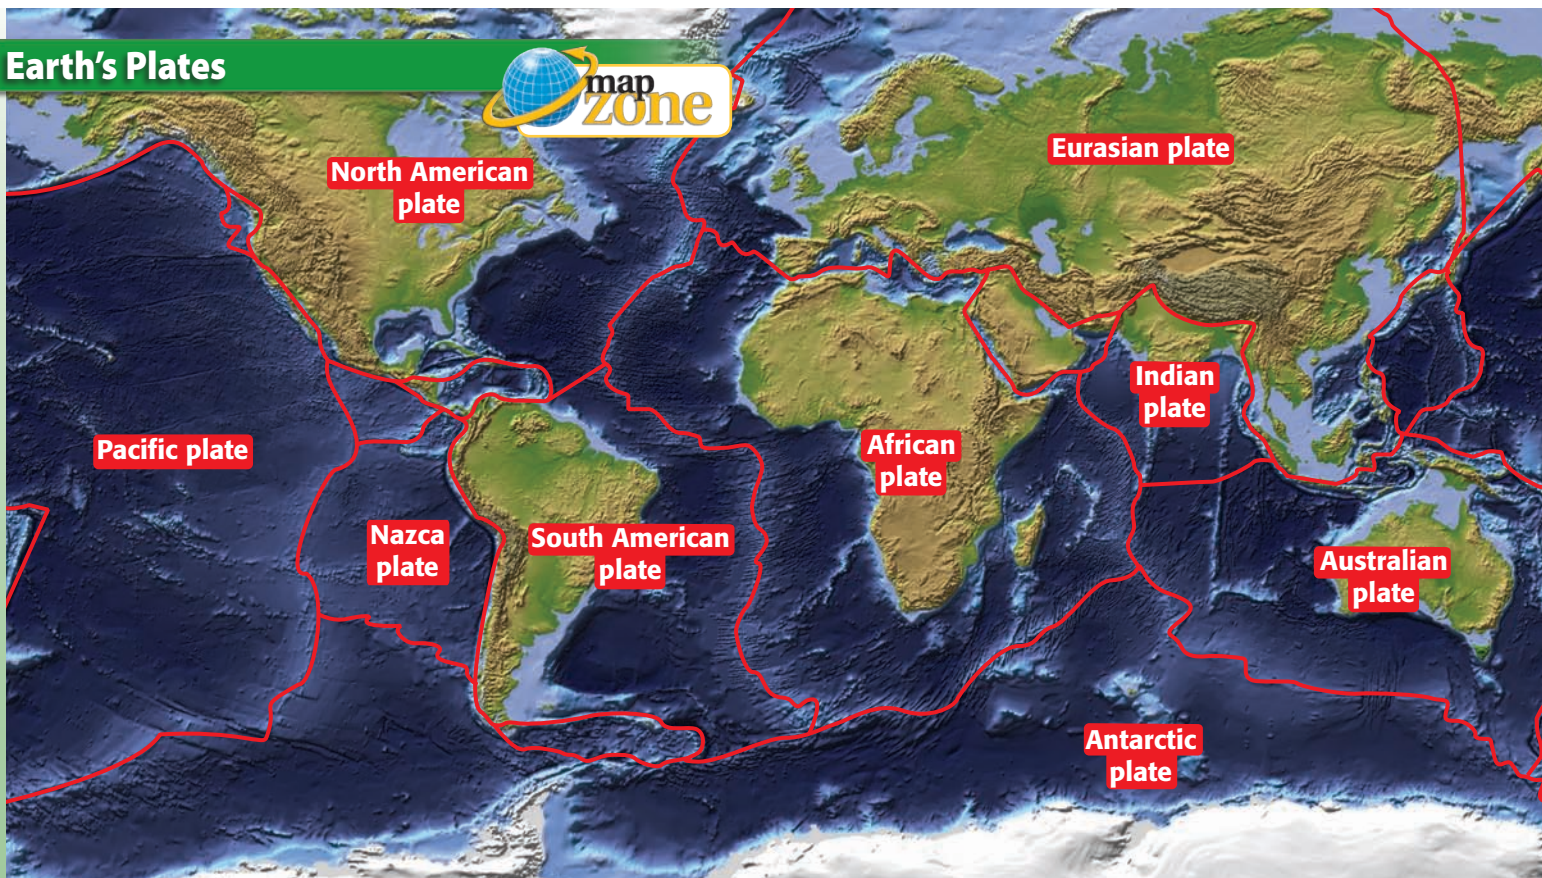 Earth's Plates
map
zone
North American
plate
Eurasian plate
Indian
plate
Pacific plate
African
plate
Nazca
plate
South American
plate
Australian
plate
Antarctic
plate